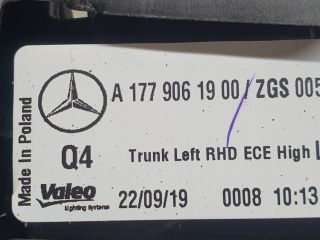 A 177 906 19 00 / ZGS 005
Made In Poland
Q4
Trunk Left RHD ECE High L
Valeo
Lighting Systems
22/09/19
0008 10:13